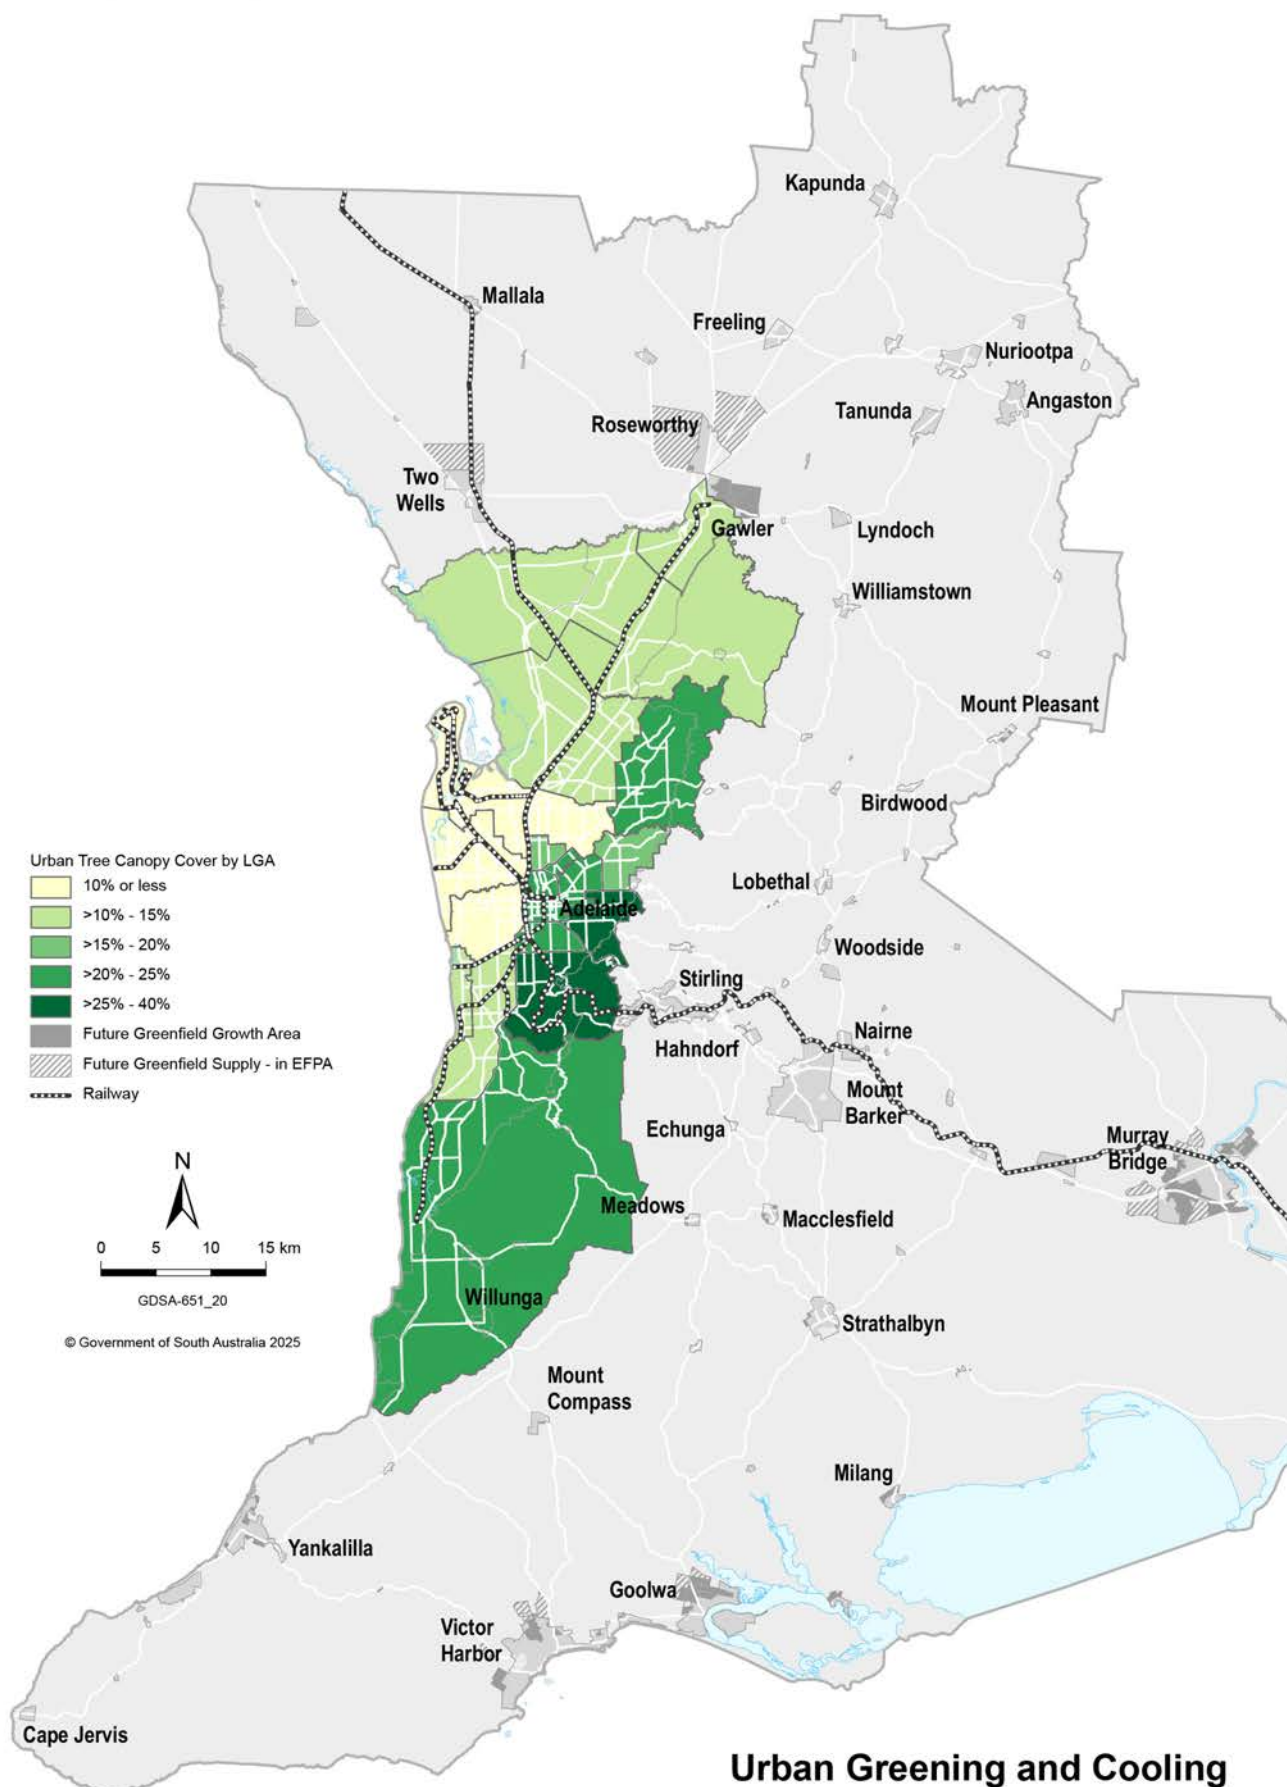 Kapunda
Mallala
Freeling
Nuriootpa
Angaston
Tanunda
Roseworthy
Two
Wells
Gawler
Lyndoch
Williamstown
Mount Pleasant
Birdwood
Urban Tree Canopy Cover by LGA
10% or less
>10% - 15%
>15% - 20%
>20% - 25%
>25% - 40%
Future Greenfield Growth Area
Future Greenfield Supply - in EFPA
Railway
Lobethal
Adelaide
Woodside
Stirling
Hahndorf
Nairne
Mount
Barker
Echunga
Murray
Bridge
Meadows
Macclesfield
N
0 5 10 15 km
GDSA-651_20
© Government of South Australia 2025
Willunga
Strathalbyn
Mount
Compass
Milang
Yankalilla
Goolwa
Victor
Harbor
Cape Jervis
Urban Greening and Cooling